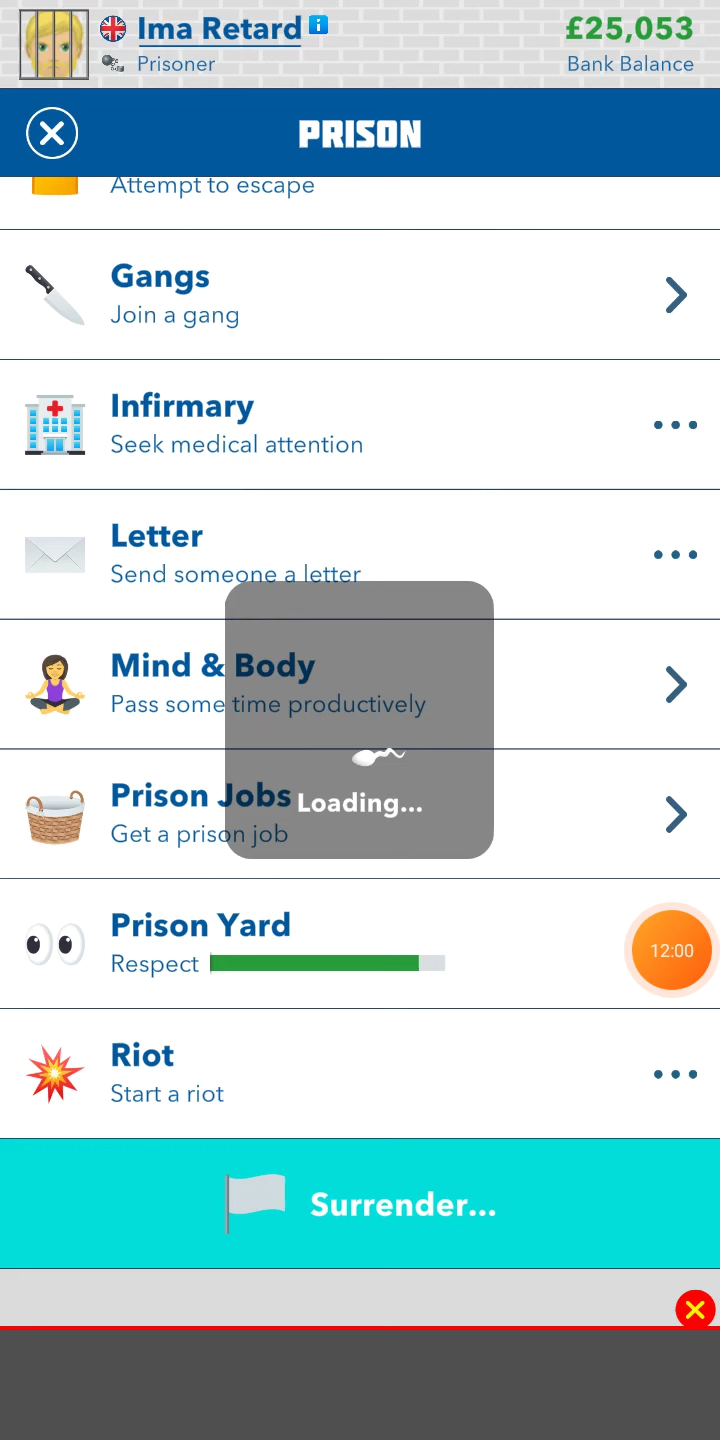 Ima Retard
£25,053
Prisoner
Bank Balance
PRISON
Attempt to escape
Gangs
Join a gang
Infirmary
Seek medical attention
Letter
Send someone a letter
Mind & Body
Pass some time productively
Prison Jobs
Loading...
Get a prison job
Prison Yard
Respect
12:00
Riot
Start a riot
Surrender...